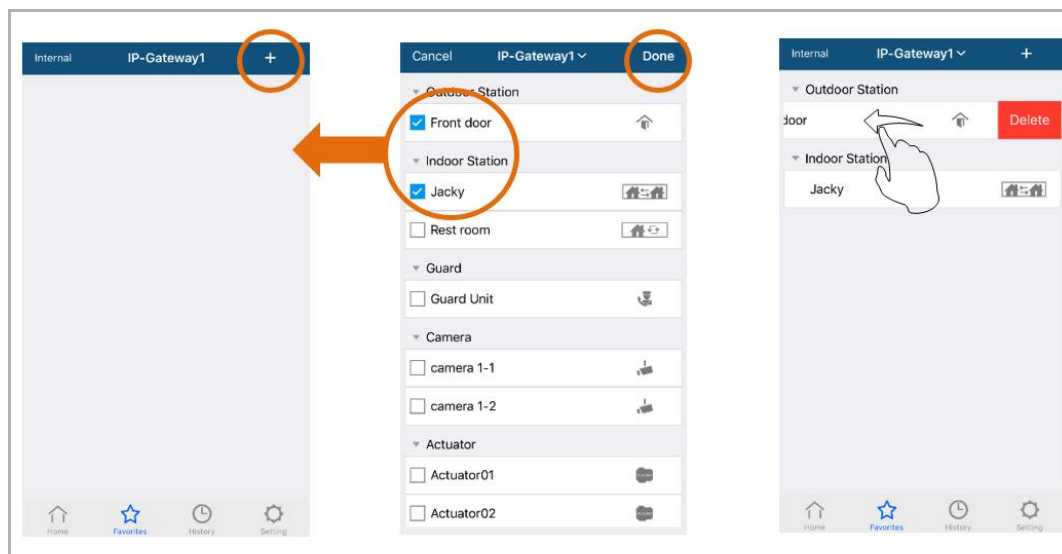 Internal IP-Gateway1 +
Home Favorites History Setting
Cancel IP-Gateway1 Done
Outdoor Station
Front door
Indoor Station
Jacky
Rest room
Guard
Guard Unit
Camera
camera 1-1
camera 1-2
Actuator
Actuator01
Actuator02
Internal IP-Gateway1 +
Outdoor Station
door Delete
Indoor Station
Jacky
Home Favorites History Setting